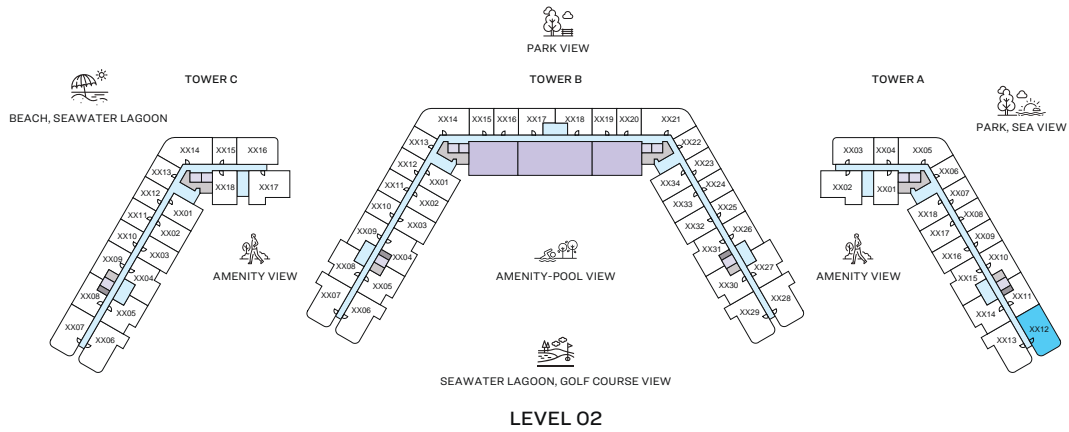 PARK VIEW
TOWER C
TOWER B
TOWER A
BEACH, SEAWATER LAGOON
PARK, SEA VIEW
XX14
XX15
XX16
XX13
XX12
XX11
XX10
XX09
XX08
XX07
XX06
XX05
XX04
XX03
XX02
XX01
XX18
XX17
AMENITY VIEW
XX14
XX15
XX16
XX17
XX18
XX19
XX20
XX21
XX13
XX12
XX11
XX10
XX09
XX08
XX07
XX06
XX05
XX04
XX03
XX02
XX01
XX22
XX23
XX24
XX25
XX26
XX27
XX28
XX29
XX30
XX31
XX32
XX33
XX34
AMENITY-POOL VIEW
XX03
XX04
XX05
XX02
XX01
XX06
XX07
XX08
XX09
XX10
XX11
XX12
XX13
XX14
XX15
XX16
XX17
XX18
AMENITY VIEW
SEAWATER LAGOON, GOLF COURSE VIEW
LEVEL 02